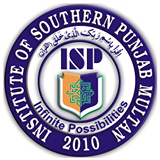 INSTITUTE OF SOUTHERN PUNJAB MULTAN
ISP
Infinite Possibilities
2010